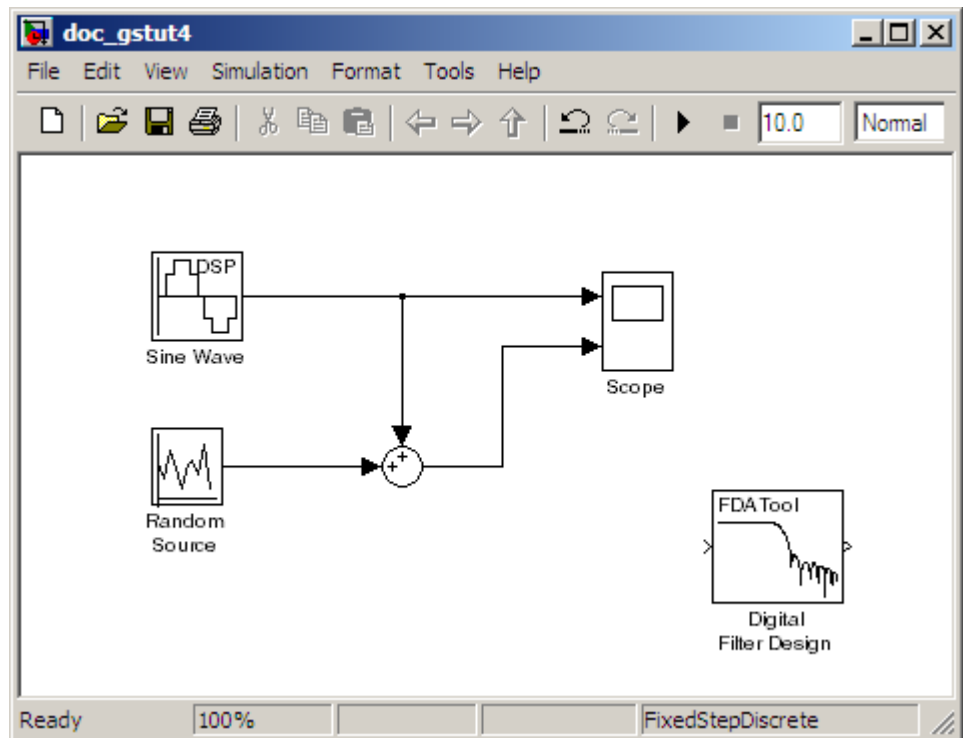 doc_gstut4
File Edit View Simulation Format Tools Help
10.0 Normal
DSP
Sine Wave
Scope
Random
Source
FDATool
Digital
Filter Design
Ready 100% FixedStepDiscrete